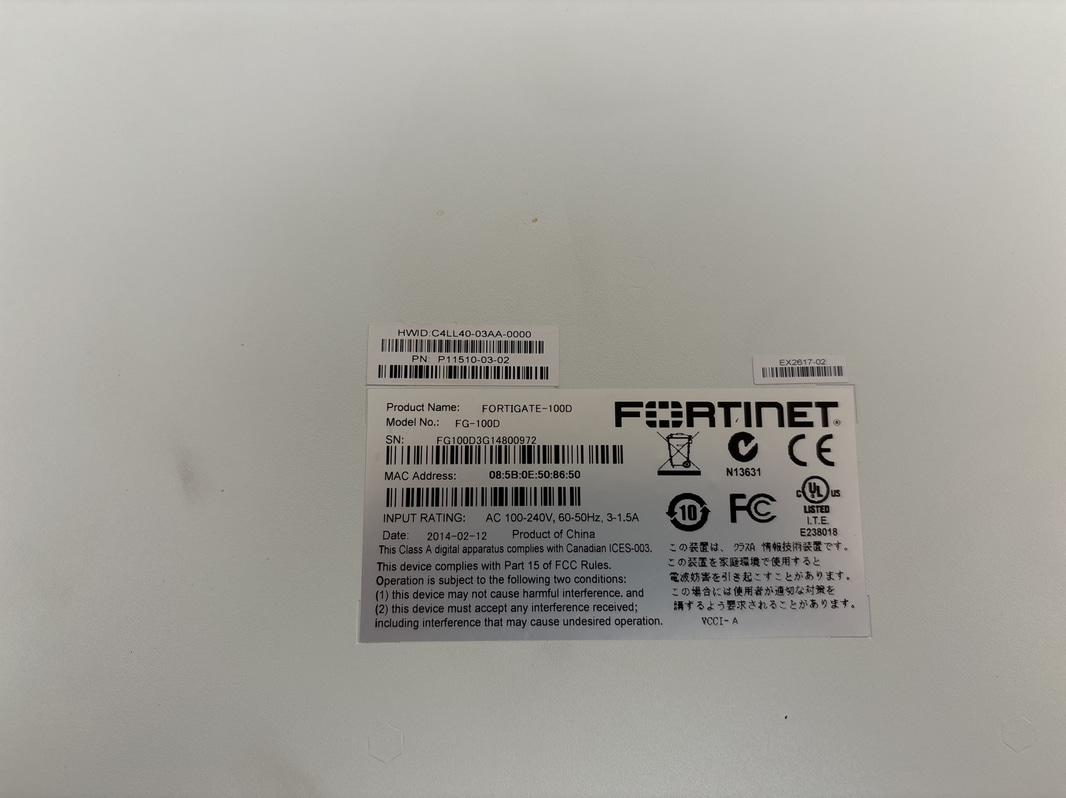 HWID:C4LL40-03AA-0000
PN: P11510-03-02
EX2617-02
Product Name: FORTIGATE-100D
Model No.: FG-100D
FORTINET®
SN: FG100D3G14800972
N13631
MAC Address: 08:5B:0E:50:86:50
10
FC
C UL US
LISTED
I.T.E.
E238018
INPUT RATING: AC 100-240V, 60-50Hz, 3-1.5A
Date: 2014-02-12 Product of China
This Class A digital apparatus complies with Canadian ICES-003.
This device complies with Part 15 of FCC Rules.
Operation is subject to the following two conditions:
(1) this device may not cause harmful interference. and
(2) this device must accept any interference received;
including interference that may cause undesired operation.
この装置は、クラスA 情報技術装置です。
この装置を家庭環境で使用すると
電波妨害を引き起こすことがあります。
この場合には使用者が適切な対策を
講ずるよう要求されることがあります。
VCCI-A